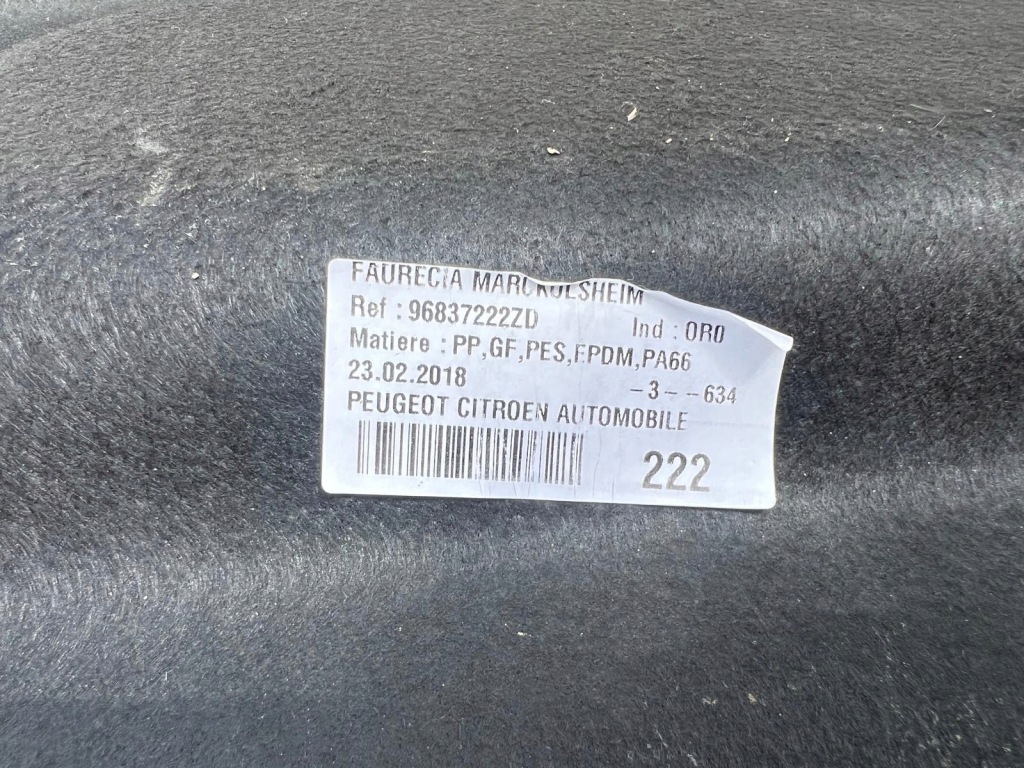 FAURECIA MARCKOLSHEIM
Ref : 96837222ZD Ind : OR0
Matiere : PP,GF,PES,EPDM,PA66
23.02.2018 -3--634
PEUGEOT CITROEN AUTOMOBILE
222